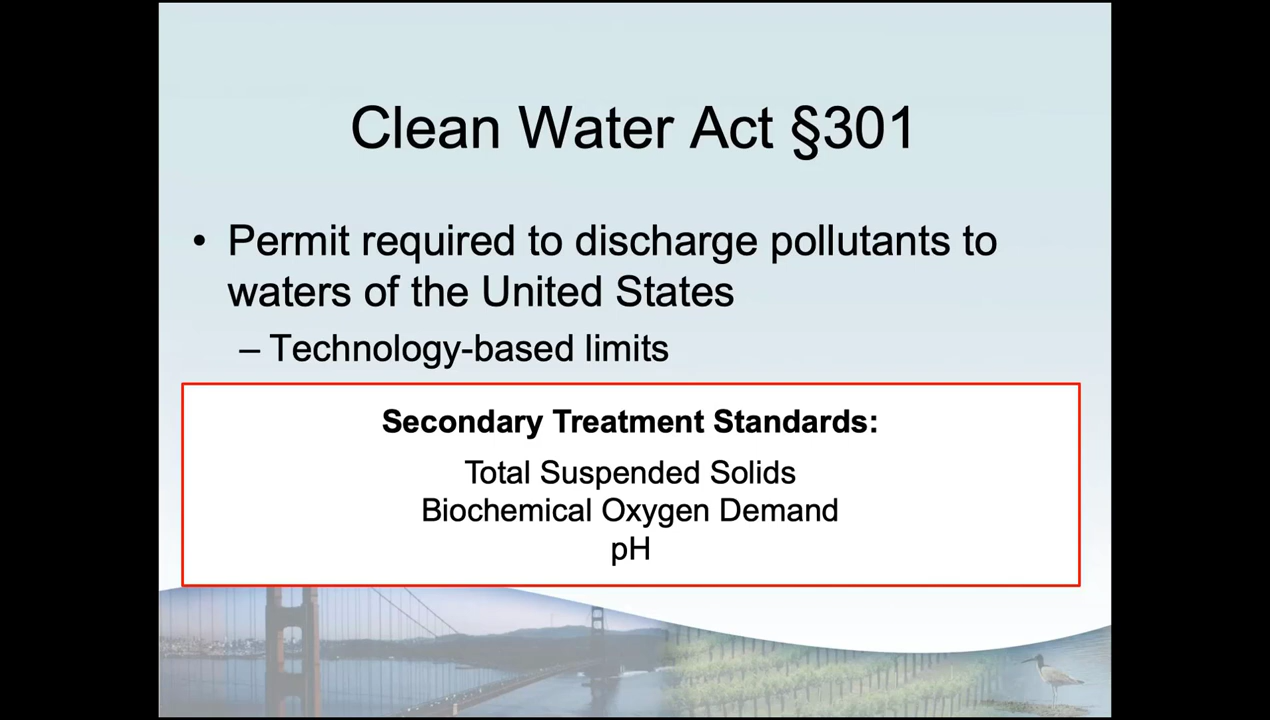 Clean Water Act §301
• Permit required to discharge pollutants to
waters of the United States
– Technology-based limits
Secondary Treatment Standards:
Total Suspended Solids
Biochemical Oxygen Demand
pH